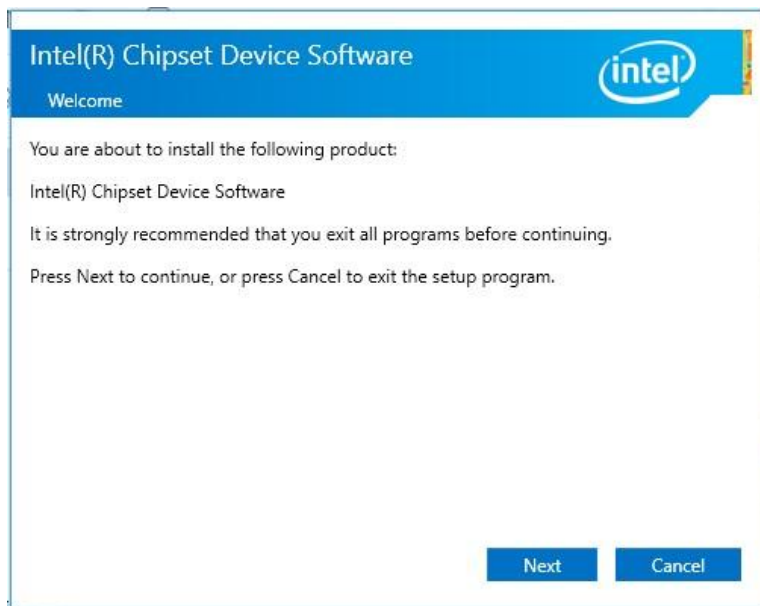 Intel(R) Chipset Device Software
intel
Welcome
You are about to install the following product:
Intel(R) Chipset Device Software
It is strongly recommended that you exit all programs before continuing.
Press Next to continue, or press Cancel to exit the setup program.
Next
Cancel